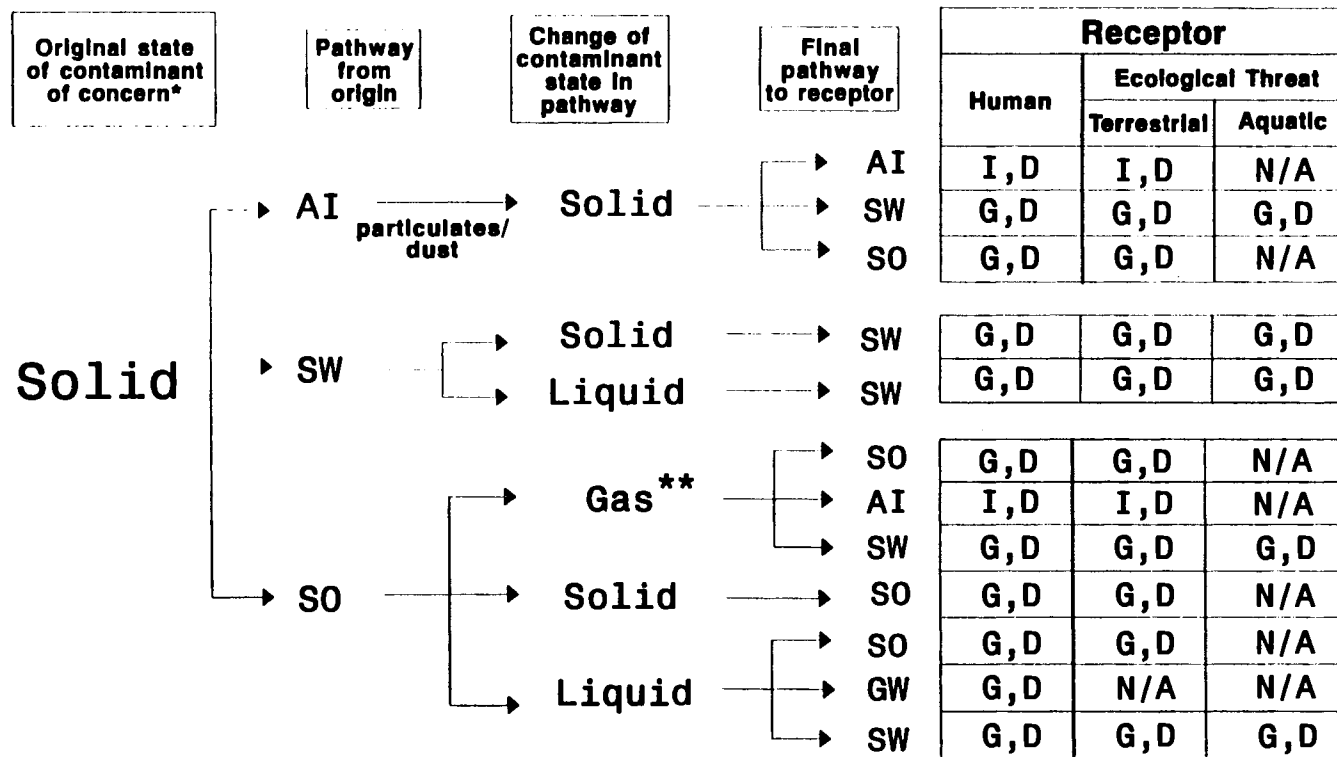 Original state
of contaminant
of concern*
Pathway
from
origin
Change of
contaminant
state in
pathway
Final
pathway
to receptor
Receptor
Human
Ecological Threat
Terrestrial Aquatic
Solid
AI
particulates/
dust
Solid
AI I,D I,D N/A
SW G,D G,D G,D
SO G,D G,D N/A
SW
Solid SW G,D G,D G,D
Liquid SW G,D G,D G,D
SO
Gas**
SO G,D G,D N/A
AI I,D I,D N/A
SW G,D G,D G,D
Solid SO G,D G,D N/A
Liquid
SO G,D G,D N/A
GW G,D N/A N/A
SW G,D G,D G,D